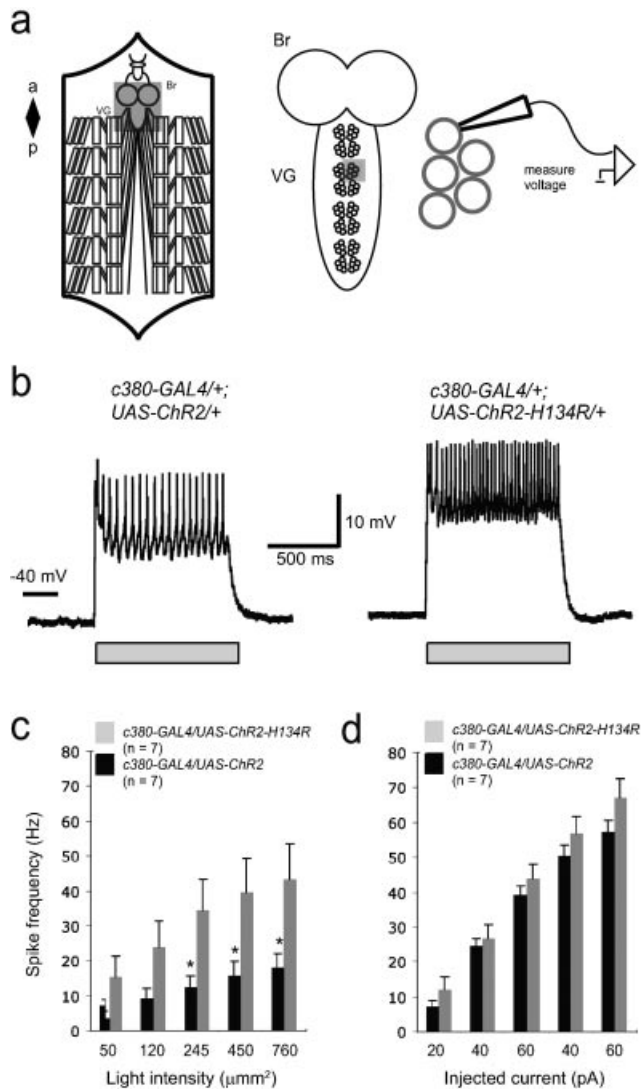 a
a
p
Br
VG
Br
VG
measure
voltage
b
c380-GAL4/+;
UAS-ChR2/+
c380-GAL4/+;
UAS-ChR2-H134R/+
10 mV
500 ms
-40 mV
c
c380-GAL4/UAS-ChR2-H134R
(n = 7)
c380-GAL4/UAS-ChR2
(n = 7)
Spike frequency (Hz)
80
70
60
50
40
30
20
10
0
* * *
50 120 245 450 760
Light intensity (μmm²)
d
c380-GAL4/UAS-ChR2-H134R
(n = 7)
c380-GAL4/UAS-ChR2
(n = 7)
80
70
60
50
40
30
20
10
0
20 40 60 40 60
Injected current (pA)